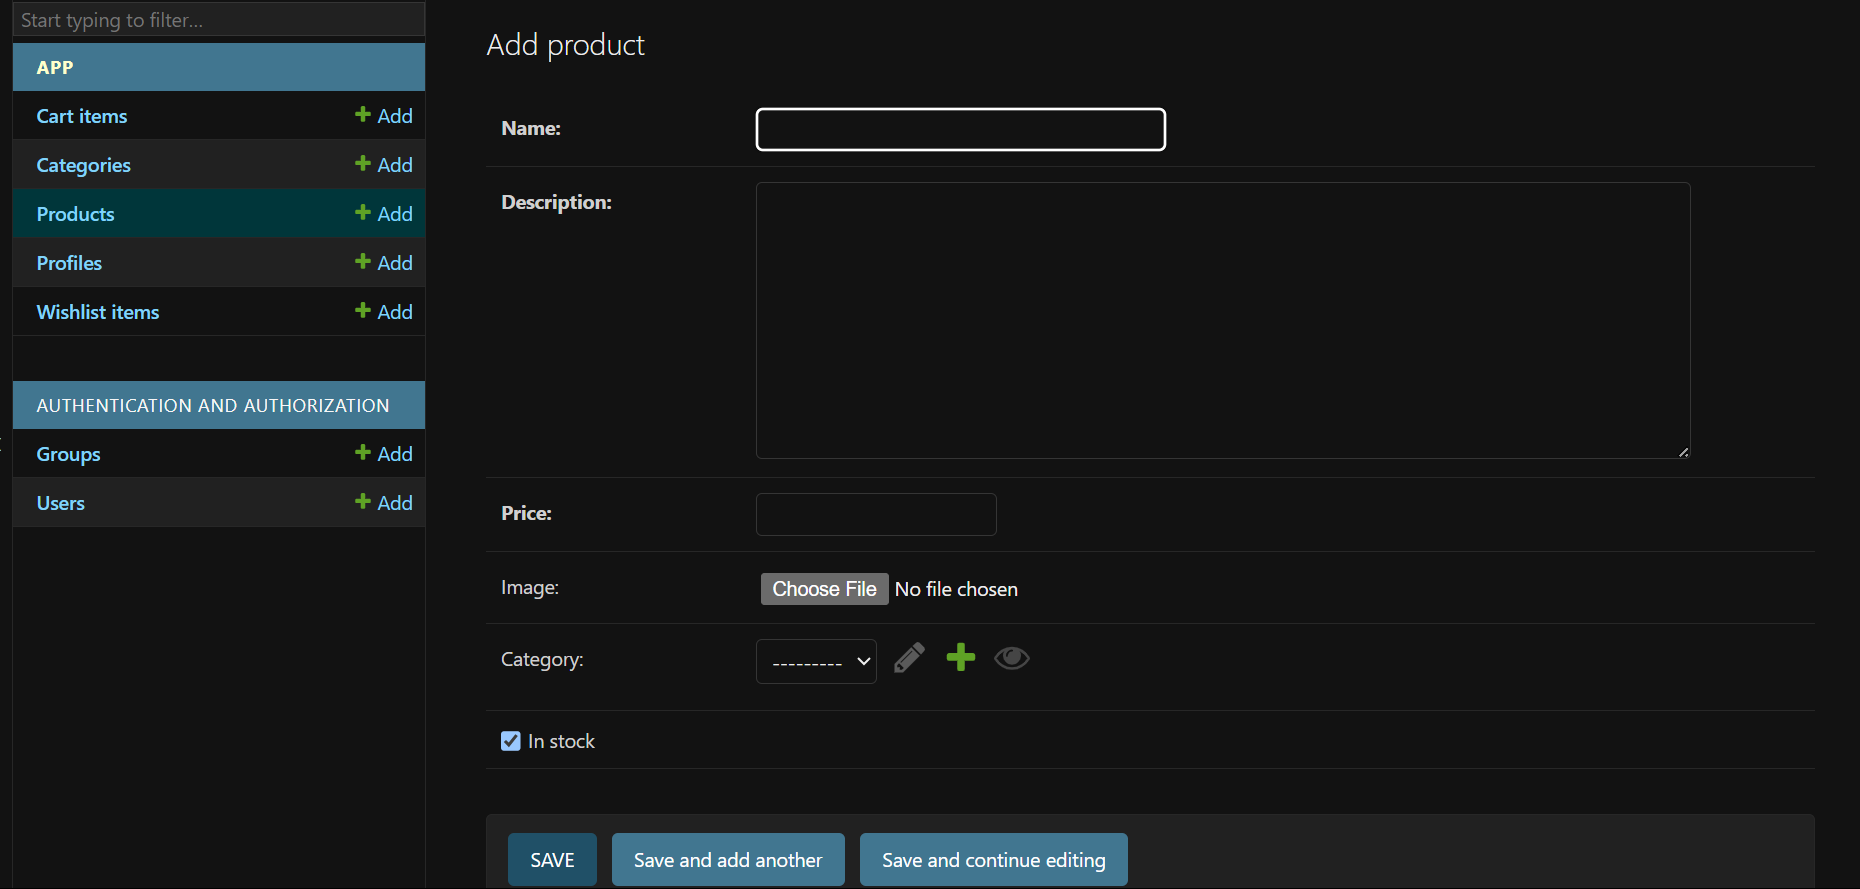 Start typing to filter...
APP
Cart items
Add
Categories
Add
Products
Add
Profiles
Add
Wishlist items
Add
AUTHENTICATION AND AUTHORIZATION
Groups
Add
Users
Add
Add product
Name:
Description:
Price:
Image:
Choose File No file chosen
Category:
---------
In stock
SAVE
Save and add another
Save and continue editing